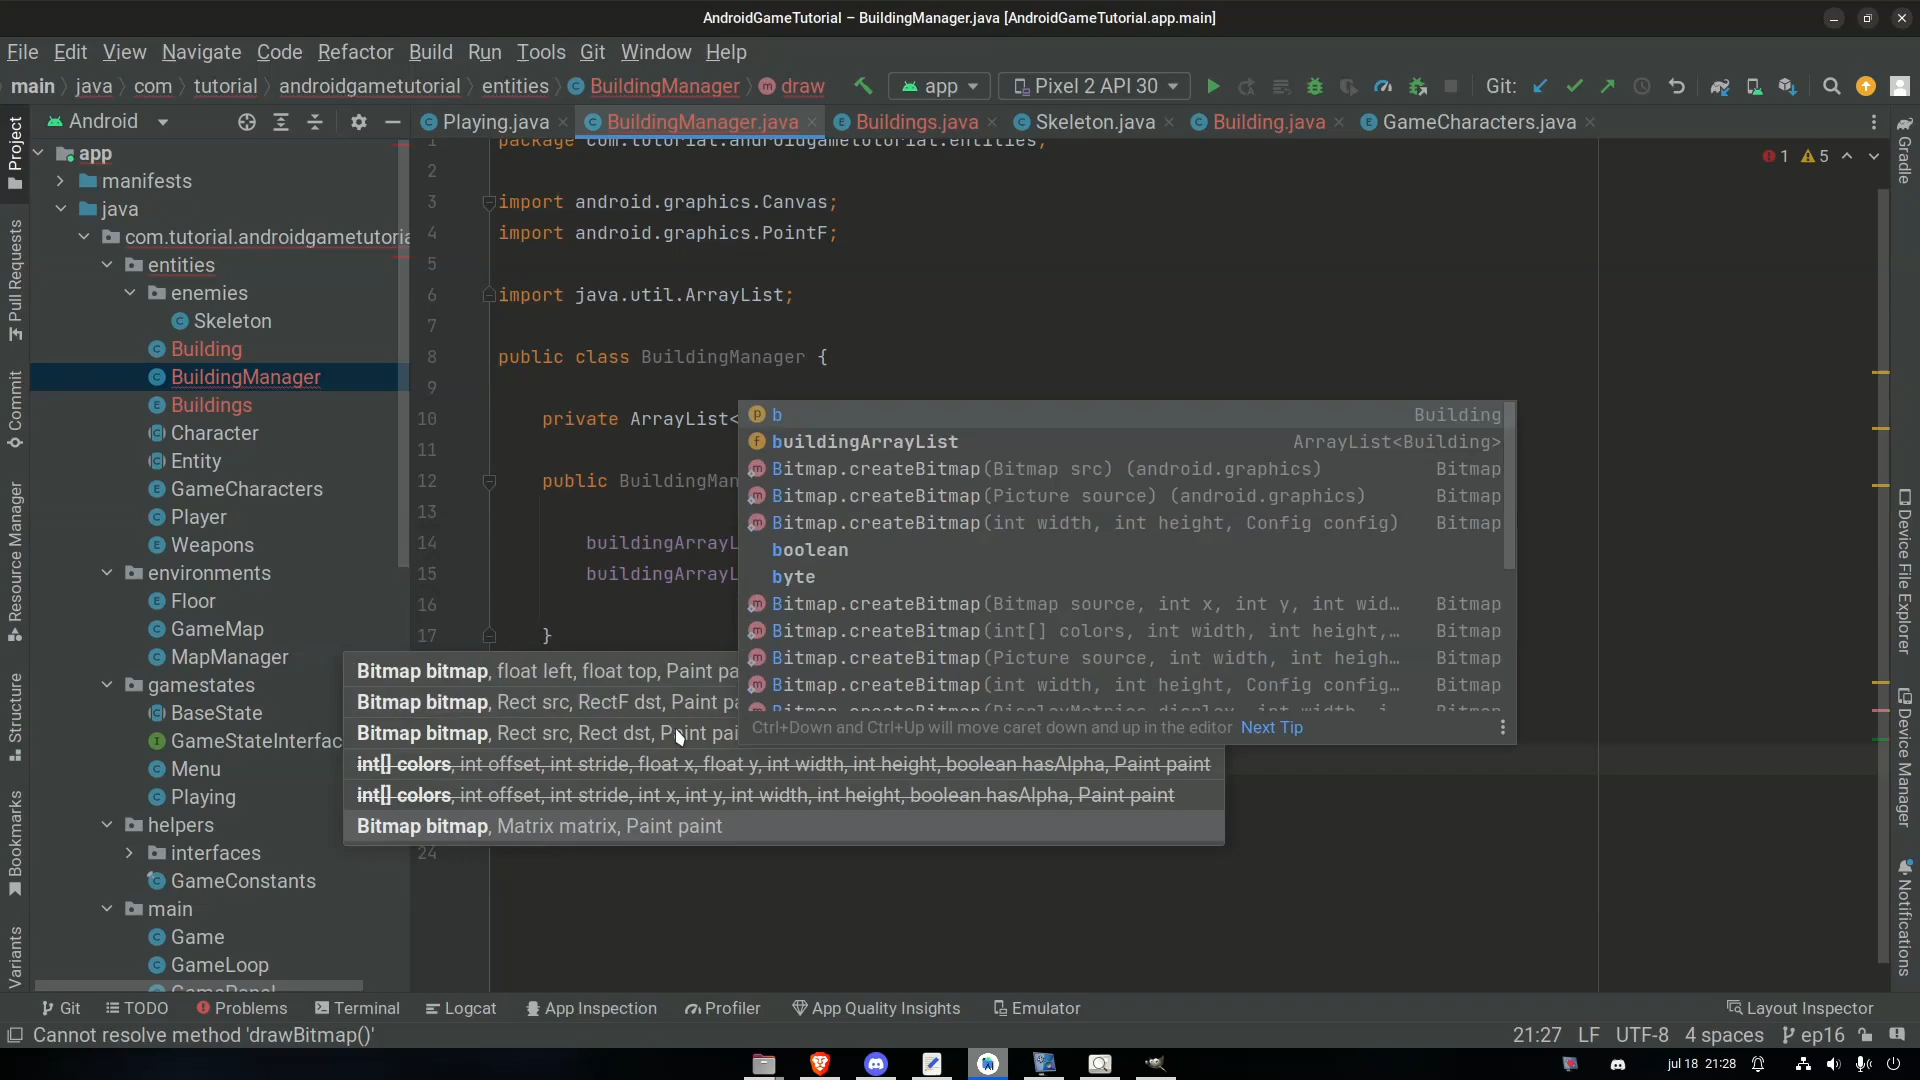 AndroidGameTutorial – BuildingManager.java [AndroidGameTutorial.app.main]
File Edit View Navigate Code Refactor Build Run Tools Git Window Help
main java com tutorial androidgametutorial entities BuildingManager draw app Pixel 2 API 30 Git:
Android Playing.java BuildingManager.java Buildings.java Skeleton.java Building.java GameCharacters.java
Project
Pull Requests
Commit
Resource Manager
Structure
Bookmarks
Variants
app
manifests
java
com.tutorial.androidgametutoria
entities
enemies
Skeleton
Building
BuildingManager
Buildings
Character
Entity
GameCharacters
Player
Weapons
environments
Floor
GameMap
MapManager
gamestates
BaseState
GameStateInterfac
Menu
Playing
helpers
interfaces
GameConstants
main
Game
GameLoop
GamePanel
1 package com.tutorial.androidgametutorial.entities;
1 5
2
3 import android.graphics.Canvas;
4 import android.graphics.PointF;
5
6 import java.util.ArrayList;
7
8 public class BuildingManager {
9
10 private ArrayList<
11
12 public BuildingMan
13
14 buildingArrayL
15 buildingArrayL
16
17 }
24
b Building
buildingArrayList ArrayList<Building>
Bitmap.createBitmap(Bitmap src) (android.graphics) Bitmap
Bitmap.createBitmap(Picture source) (android.graphics) Bitmap
Bitmap.createBitmap(int width, int height, Config config) Bitmap
boolean
byte
Bitmap.createBitmap(Bitmap source, int x, int y, int wid… Bitmap
Bitmap.createBitmap(int[] colors, int width, int height,… Bitmap
Bitmap.createBitmap(Picture source, int width, int heigh… Bitmap
Bitmap.createBitmap(int width, int height, Config config… Bitmap
Bitmap.createBitmap(DisplayMetrics display, int width, i… Bitmap
Ctrl+Down and Ctrl+Up will move caret down and up in the editor Next Tip
Bitmap bitmap, float left, float top, Paint pa
Bitmap bitmap, Rect src, RectF dst, Paint pa
Bitmap bitmap, Rect src, Rect dst, Paint pai
int[] colors, int offset, int stride, float x, float y, int width, int height, boolean hasAlpha, Paint paint
int[] colors, int offset, int stride, int x, int y, int width, int height, boolean hasAlpha, Paint paint
Bitmap bitmap, Matrix matrix, Paint paint
Gradle
Device File Explorer
Device Manager
Notifications
Git TODO Problems Terminal Logcat App Inspection Profiler App Quality Insights Emulator Layout Inspector
Cannot resolve method 'drawBitmap()' 21:27 LF UTF-8 4 spaces ep16
jul 18 21:28